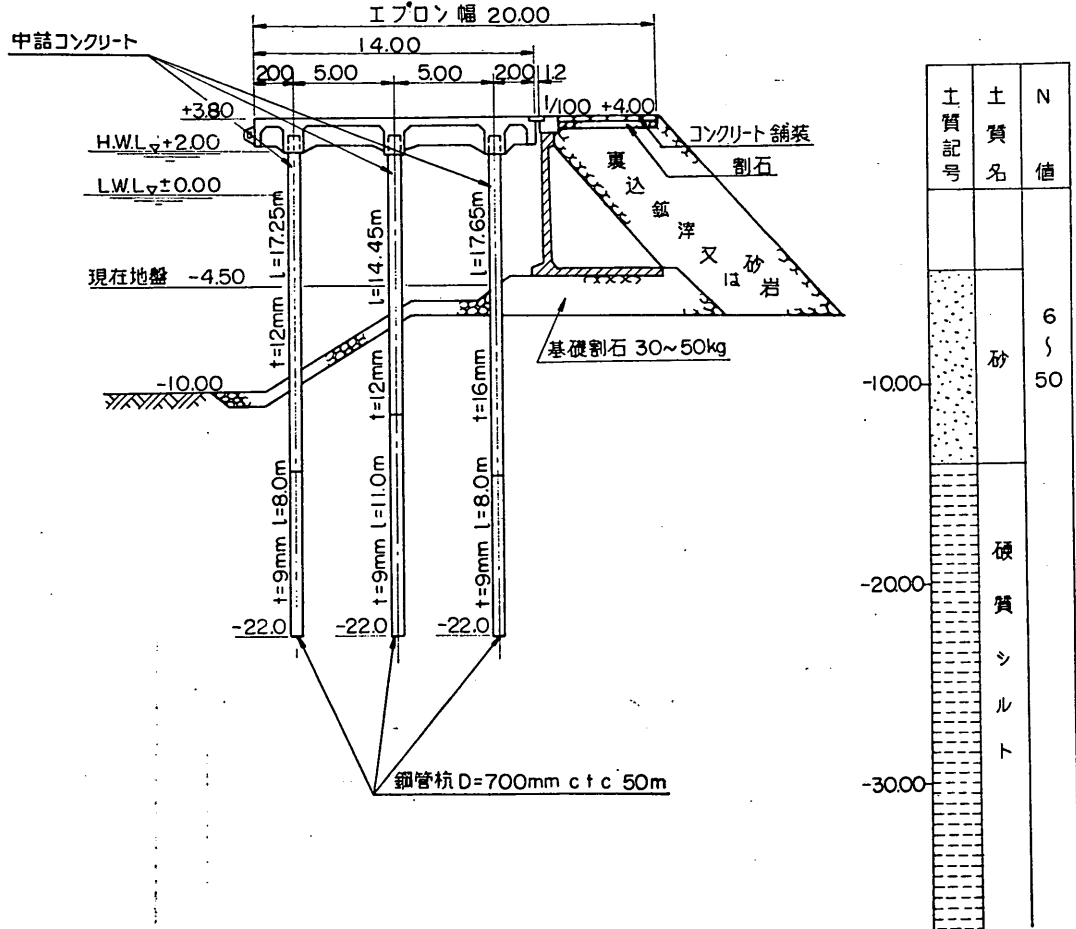 エプロン幅 20.00
中詰コンクリート
14.00
200 5.00 5.00 200 1.2
+3.80
1/100 +4.00
H.W.L +2.00
コンクリート舗装
割石
L.W.L ±0.00
裏込鉱滓又は砂岩
現在地盤 -4.50
t=12mm l=17.25m
t=12mm l=14.45m
t=16mm l=17.65m
基礎割石 30~50kg
-10.00
t=9mm l=8.0m
t=9mm l=11.0m
t=9mm l=8.0m
-22.0 -22.0 -22.0
鋼管杭 D=700mm ctc 50m
土質記号
土質名
N値
砂
6~50
硬質シルト
-10.00
-20.00
-30.00